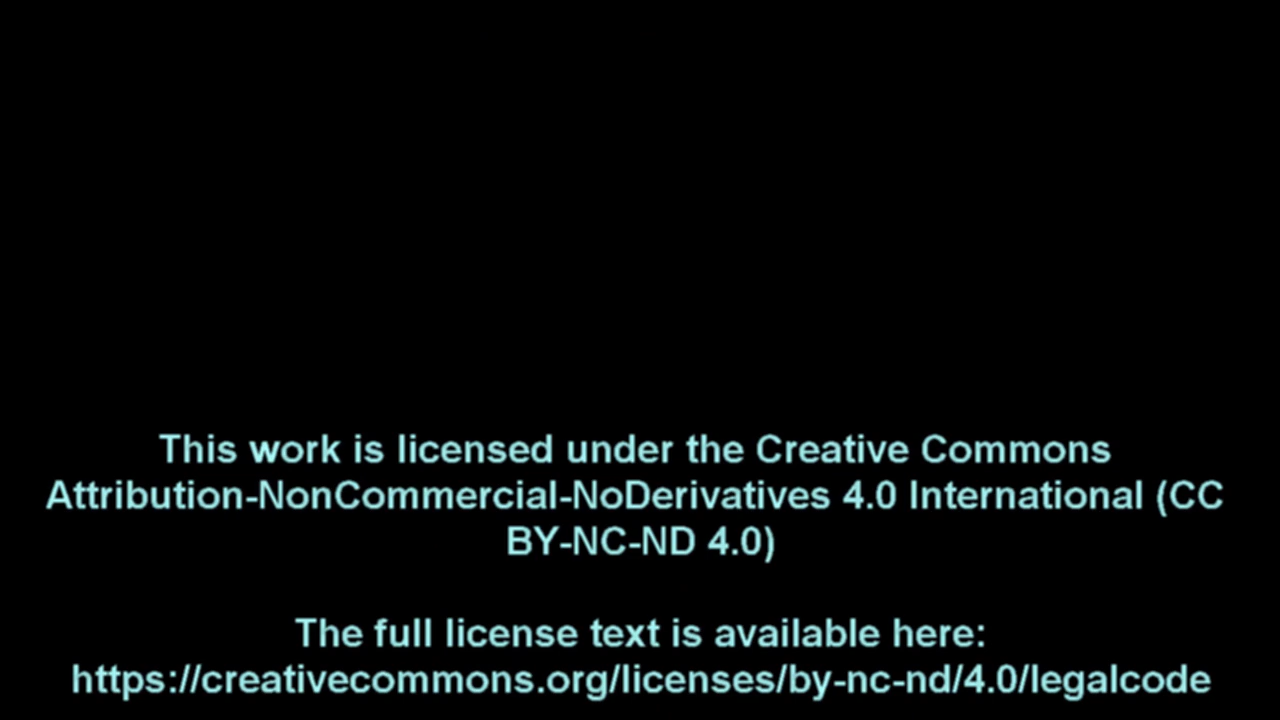 This work is licensed under the Creative Commons
Attribution-NonCommercial-NoDerivatives 4.0 International (CC
BY-NC-ND 4.0)
The full license text is available here:
https://creativecommons.org/licenses/by-nc-nd/4.0/legalcode